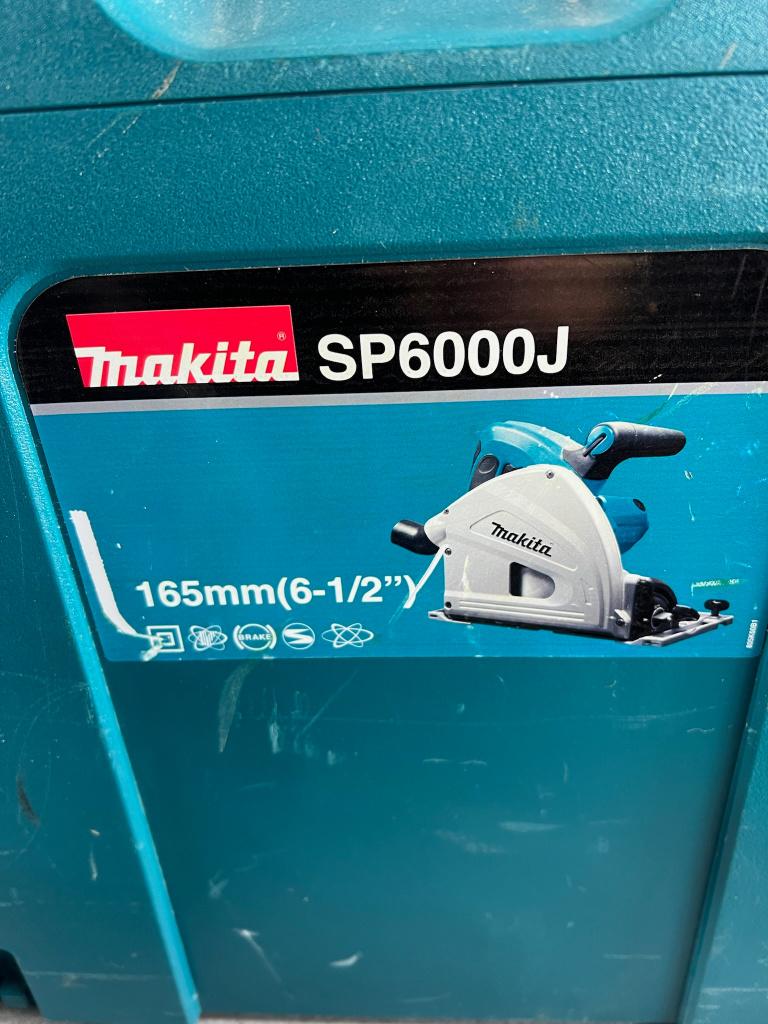 makita® SP6000J
makita
165mm(6-1/2")
BRAKE